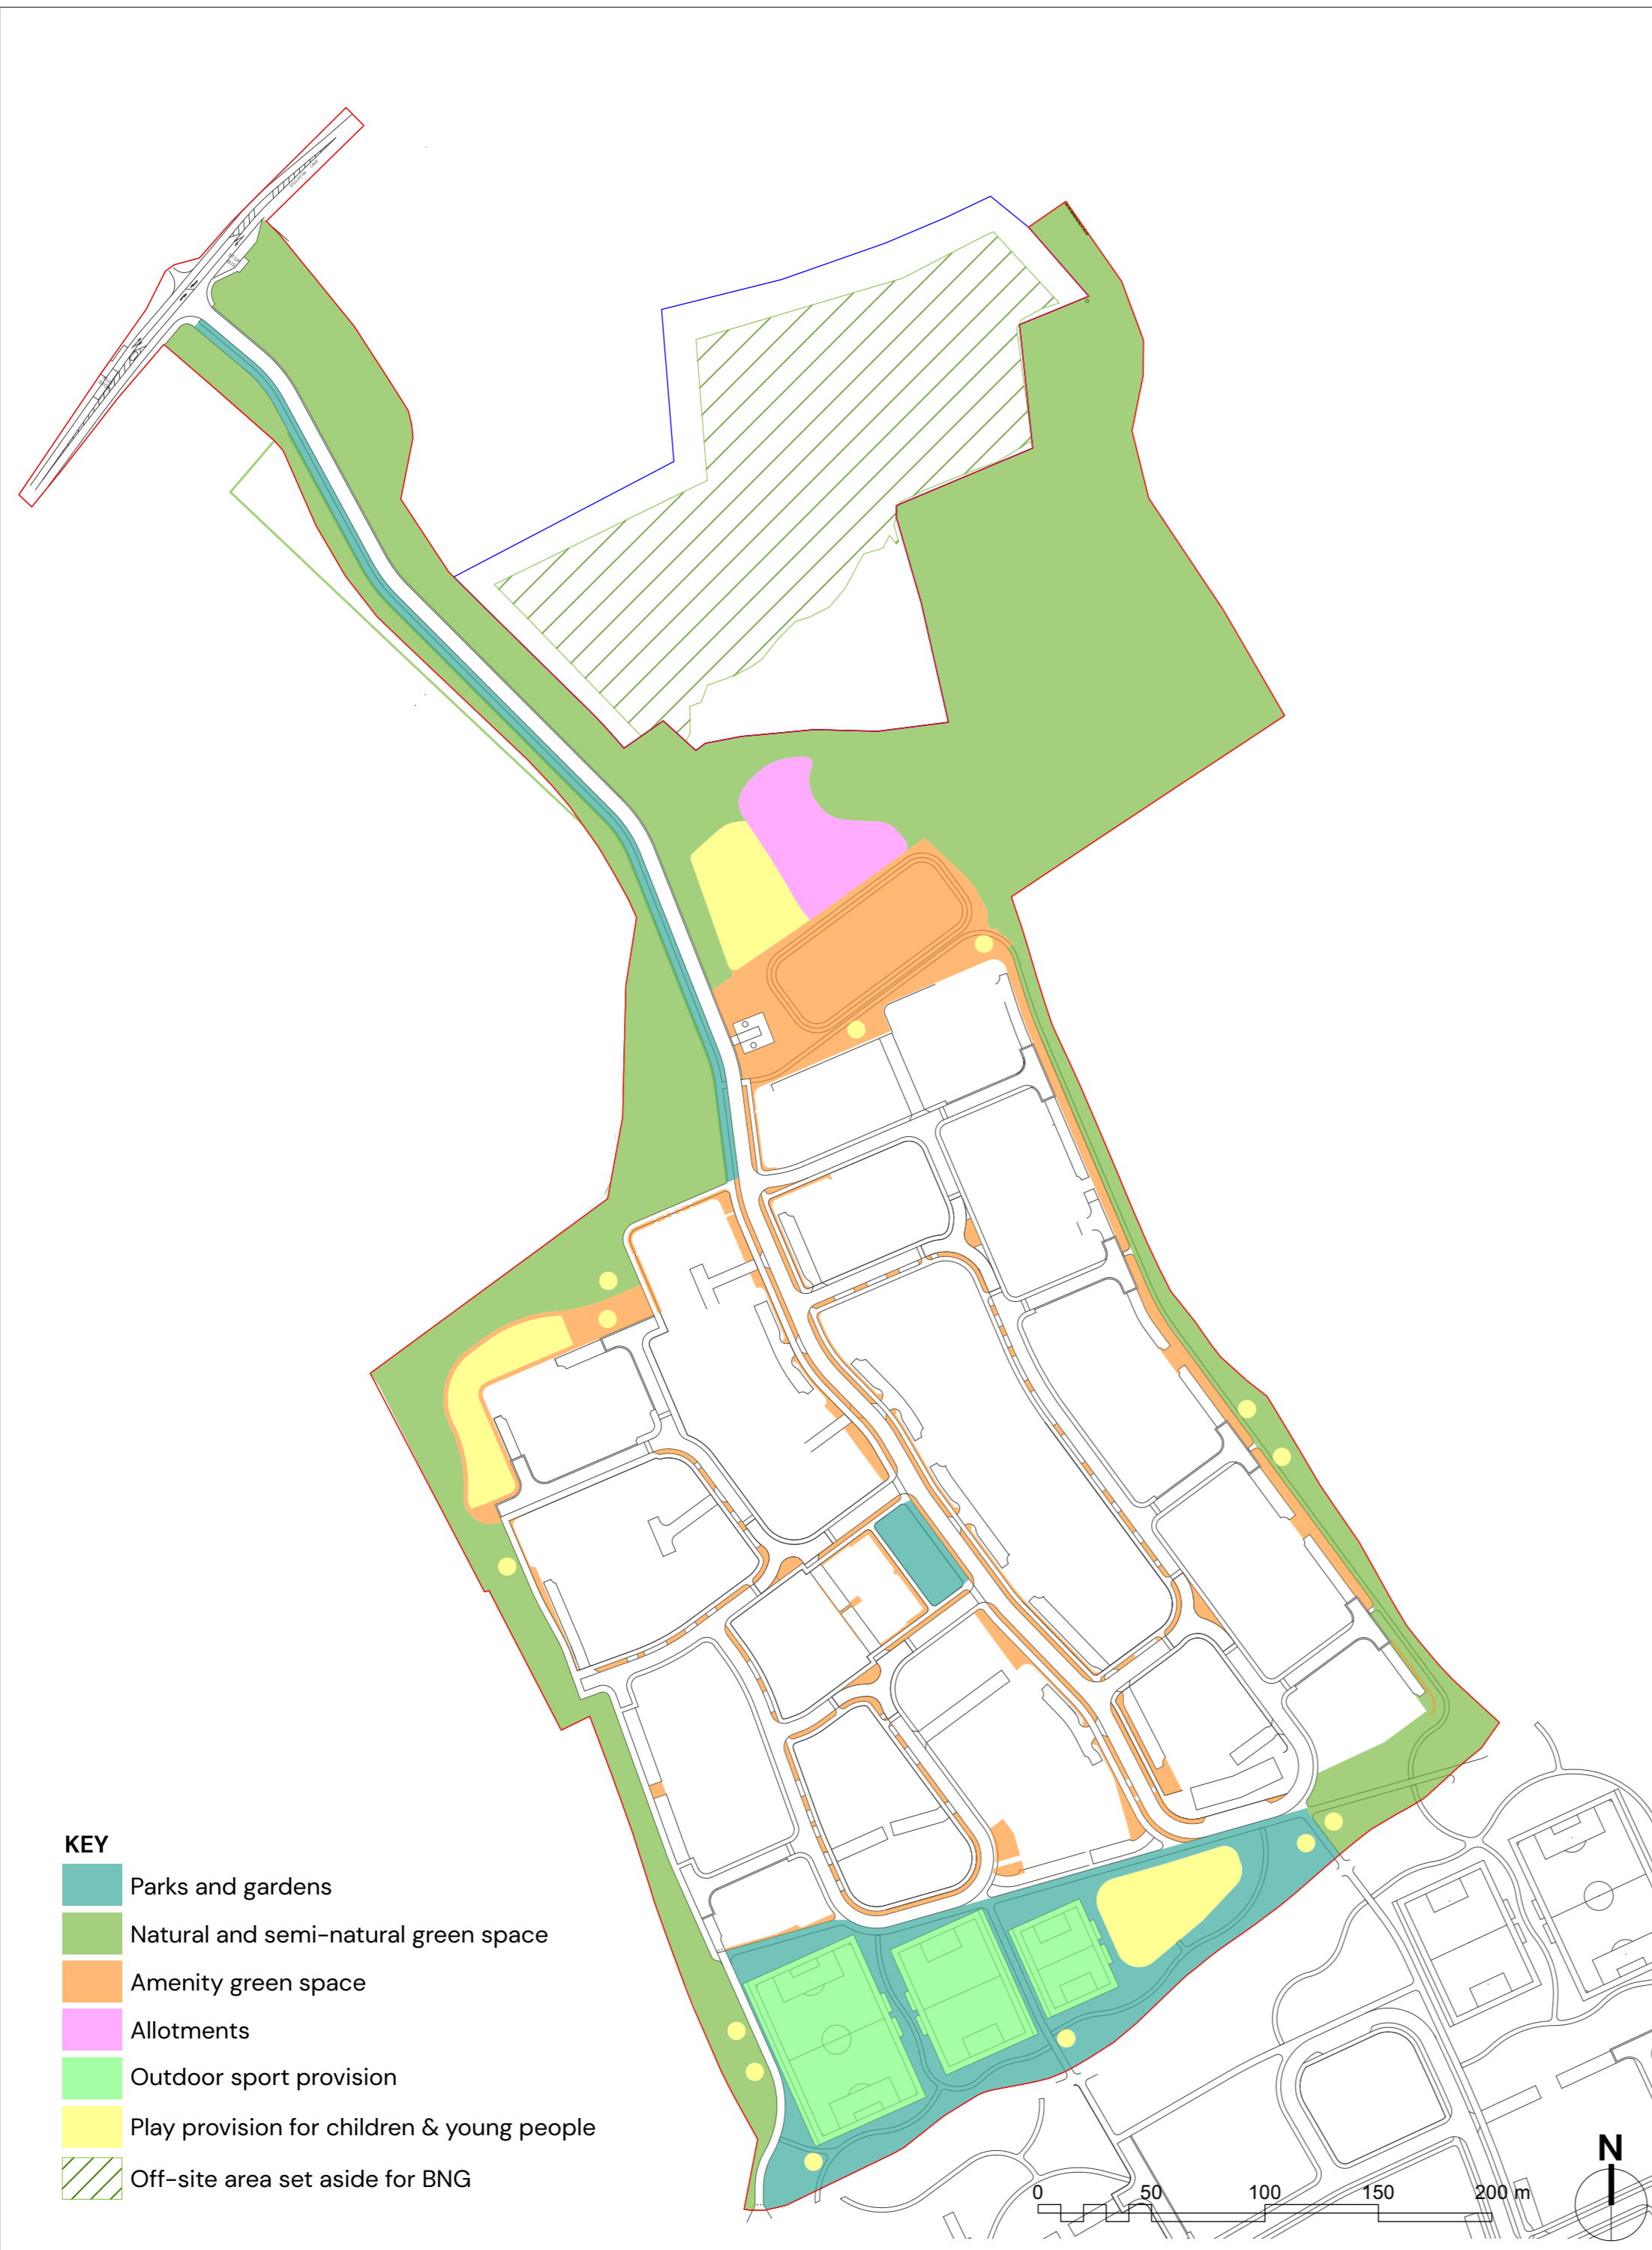 KEY
Parks and gardens
Natural and semi-natural green space
Amenity green space
Allotments
Outdoor sport provision
Play provision for children & young people
Off-site area set aside for BNG
0 50 100 150 200 m
N